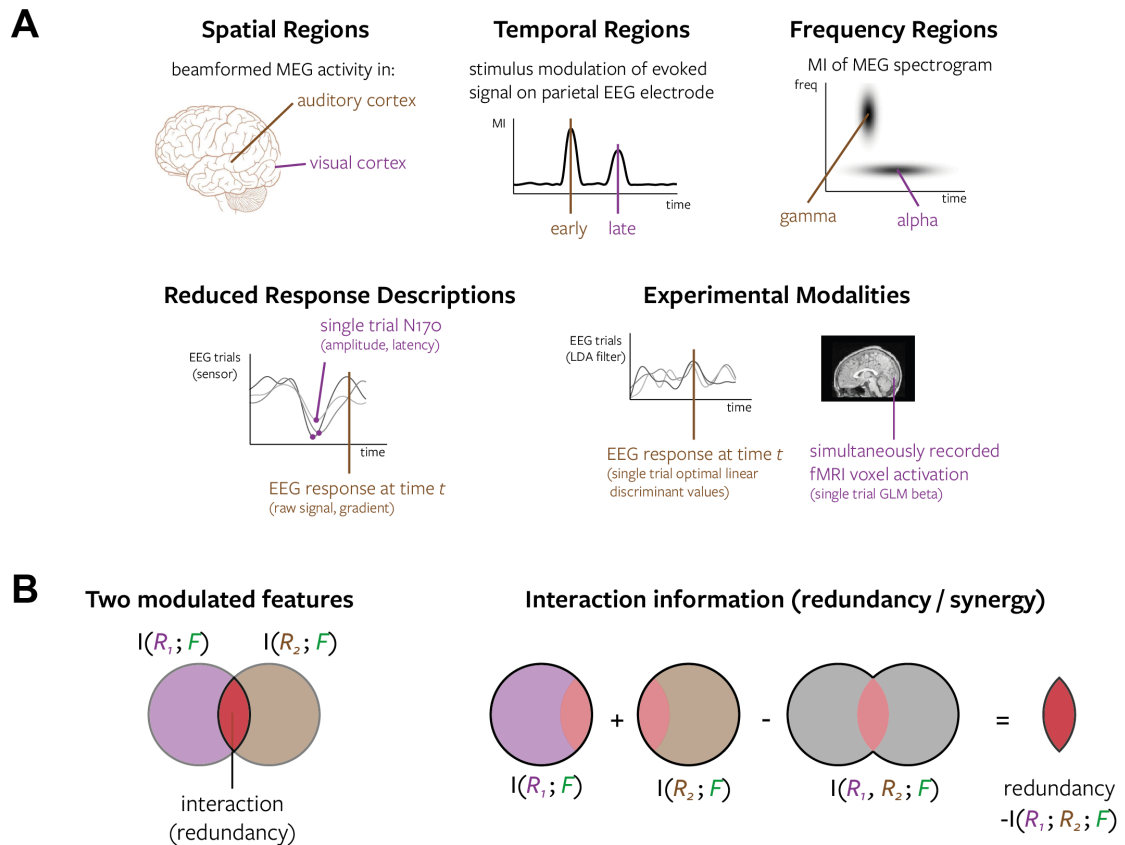 A
Spatial Regions
beamformed MEG activity in:
auditory cortex
visual cortex
Temporal Regions
stimulus modulation of evoked
signal on parietal EEG electrode
MI
time
early
late
Frequency Regions
MI of MEG spectrogram
freq
time
gamma
alpha
Reduced Response Descriptions
single trial N170
(amplitude, latency)
EEG trials
(sensor)
time
EEG response at time t
(raw signal, gradient)
Experimental Modalities
EEG trials
(LDA filter)
time
EEG response at time t
(single trial optimal linear
discriminant values)
simultaneously recorded
fMRI voxel activation
(single trial GLM beta)
B
Two modulated features
I(R₁; F)
I(R₂; F)
interaction
(redundancy)
Interaction information (redundancy / synergy)
+
-
=
I(R₁; F)
I(R₂; F)
I(R₁, R₂; F)
redundancy
-I(R₁; R₂; F)